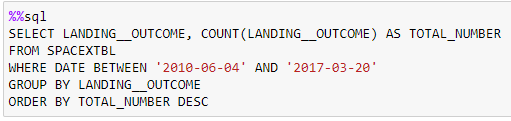 %%sql
SELECT LANDING__OUTCOME, COUNT(LANDING__OUTCOME) AS TOTAL_NUMBER
FROM SPACEXTBL
WHERE DATE BETWEEN '2010-06-04' AND '2017-03-20'
GROUP BY LANDING__OUTCOME
ORDER BY TOTAL_NUMBER DESC